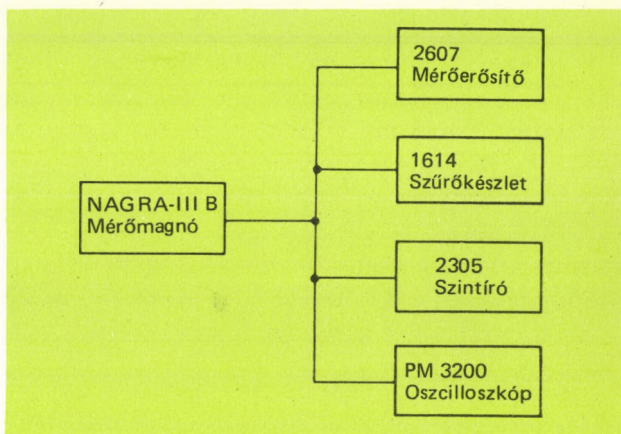 2607
Mérőerősítő
1614
Szűrőkészlet
NAGRA-III B
Mérőmagnó
2305
Szintíró
PM 3200
Oszcilloszkóp